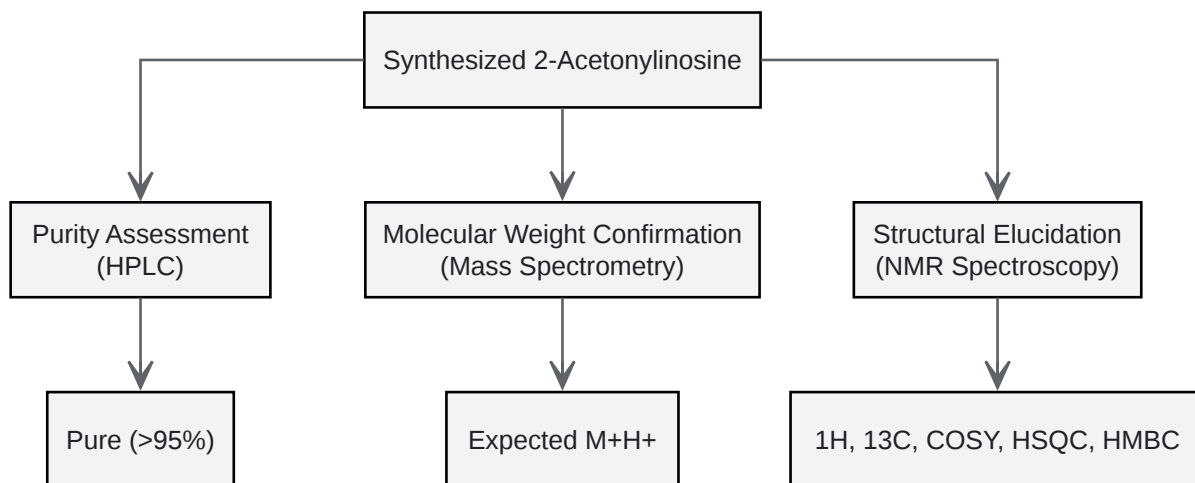 Synthesized 2-Acetonylinosine
Purity Assessment
(HPLC)
Molecular Weight Confirmation
(Mass Spectrometry)
Structural Elucidation
(NMR Spectroscopy)
Pure (>95%)
Expected M+H+
1H, 13C, COSY, HSQC, HMBC